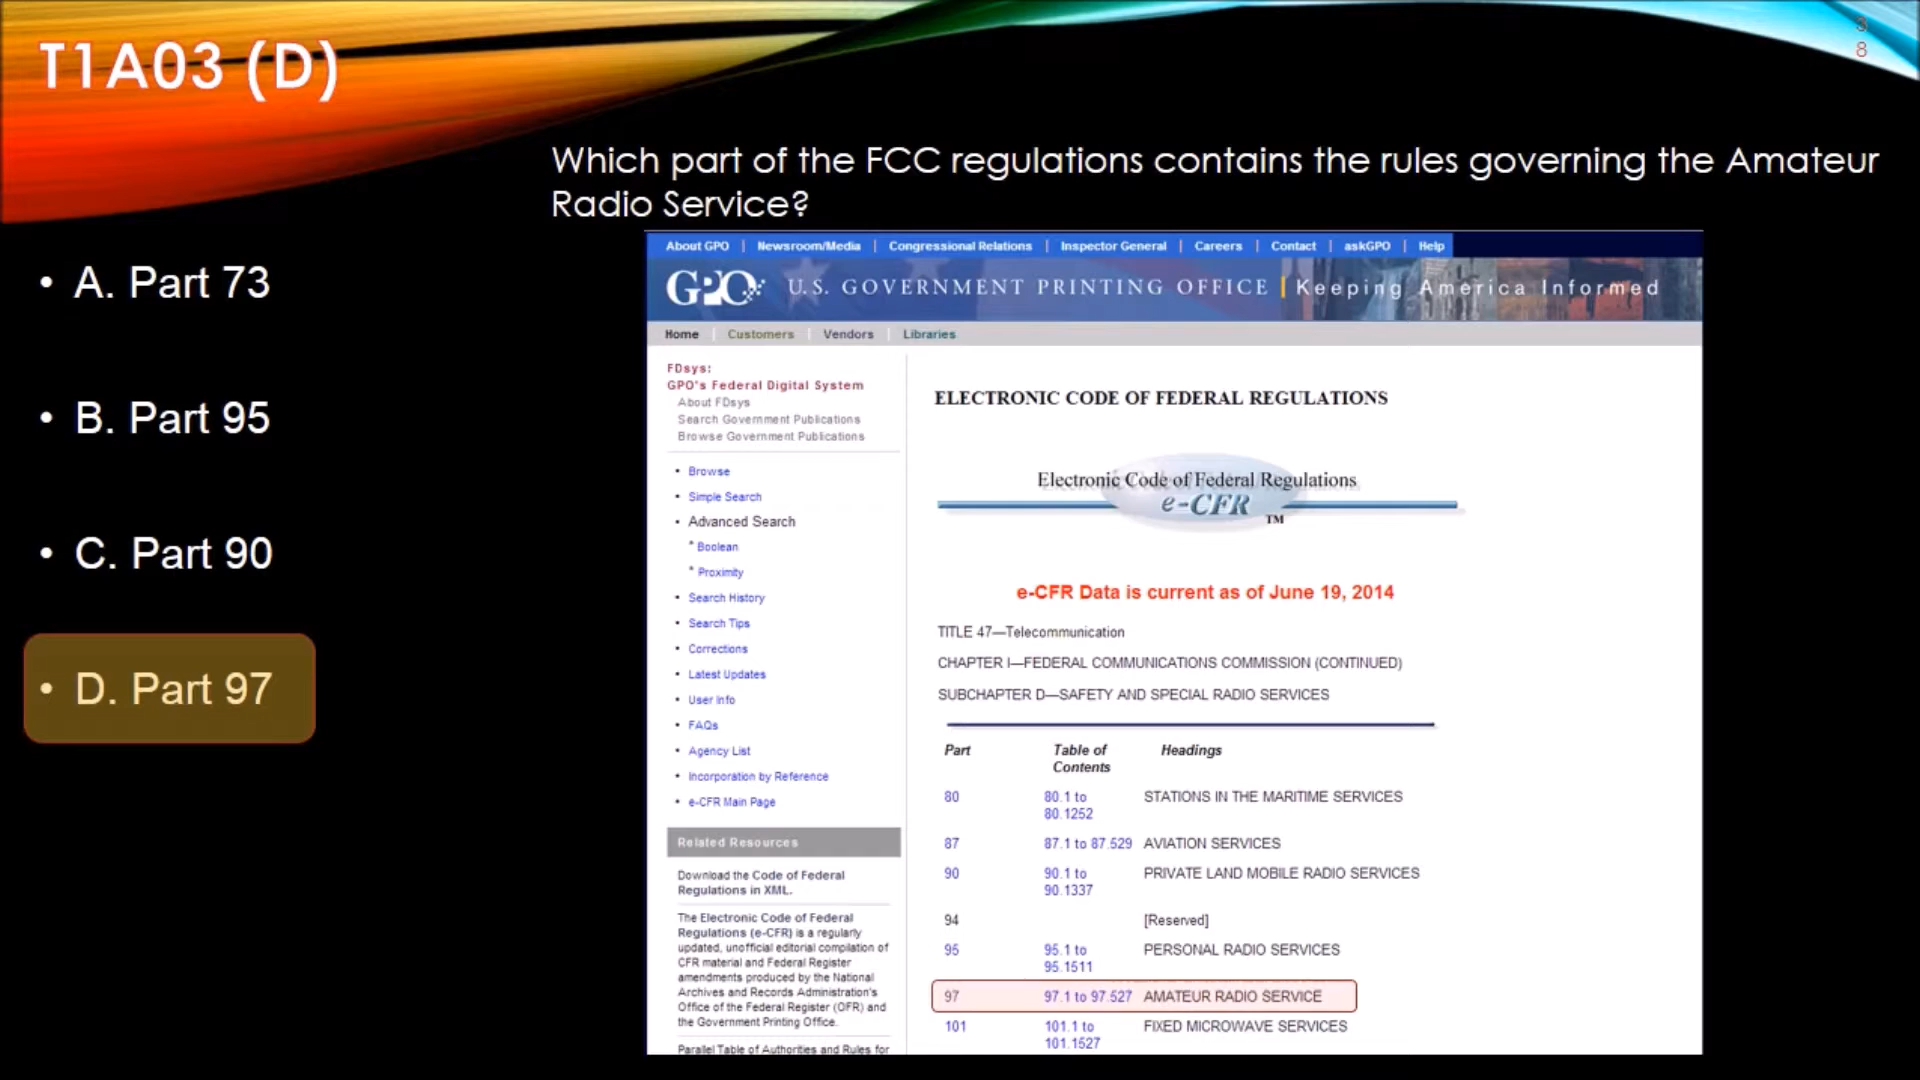 T1A03 (D)
3
8
Which part of the FCC regulations contains the rules governing the Amateur
Radio Service?
• A. Part 73
• B. Part 95
• C. Part 90
• D. Part 97
About GPO | Newsroom/Media | Congressional Relations | Inspector General | Careers | Contact | askGPO | Help
GPO U.S. GOVERNMENT PRINTING OFFICE | Keeping America Informed
Home | Customers | Vendors | Libraries
FDsys:
GPO's Federal Digital System
About FDsys
Search Government Publications
Browse Government Publications
• Browse
• Simple Search
• Advanced Search
* Boolean
* Proximity
• Search History
• Search Tips
• Corrections
• Latest Updates
• User Info
• FAQs
• Agency List
• Incorporation by Reference
• e-CFR Main Page
Related Resources
Download the Code of Federal
Regulations in XML.
The Electronic Code of Federal
Regulations (e-CFR) is a regularly
updated, unofficial editorial compilation of
CFR material and Federal Register
amendments produced by the National
Archives and Records Administration's
Office of the Federal Register (OFR) and
the Government Printing Office.
Parallel Table of Authorities and Rules for
ELECTRONIC CODE OF FEDERAL REGULATIONS
Electronic Code of Federal Regulations
e-CFR
TM
e-CFR Data is current as of June 19, 2014
TITLE 47—Telecommunication
CHAPTER I—FEDERAL COMMUNICATIONS COMMISSION (CONTINUED)
SUBCHAPTER D—SAFETY AND SPECIAL RADIO SERVICES
Part Table of Headings
Contents
80 80.1 to STATIONS IN THE MARITIME SERVICES
80.1252
87 87.1 to 87.529 AVIATION SERVICES
90 90.1 to PRIVATE LAND MOBILE RADIO SERVICES
90.1337
94 [Reserved]
95 95.1 to PERSONAL RADIO SERVICES
95.1511
97 97.1 to 97.527 AMATEUR RADIO SERVICE
101 101.1 to FIXED MICROWAVE SERVICES
101.1527